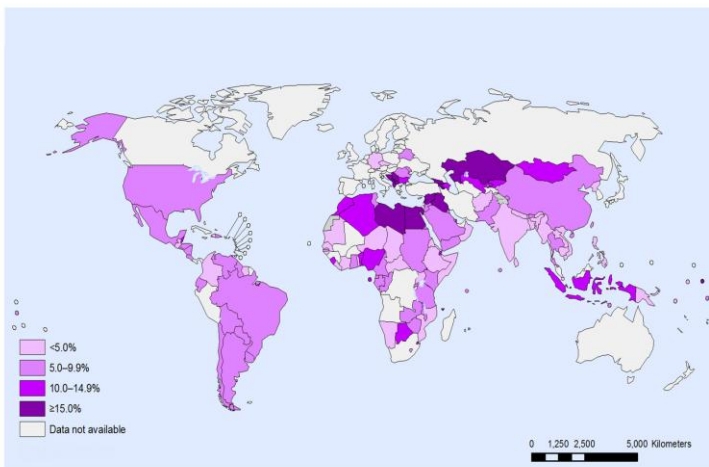 <5.0%
5.0–9.9%
10.0–14.9%
≥15.0%
Data not available
0 1,250 2,500 5,000 Kilometers